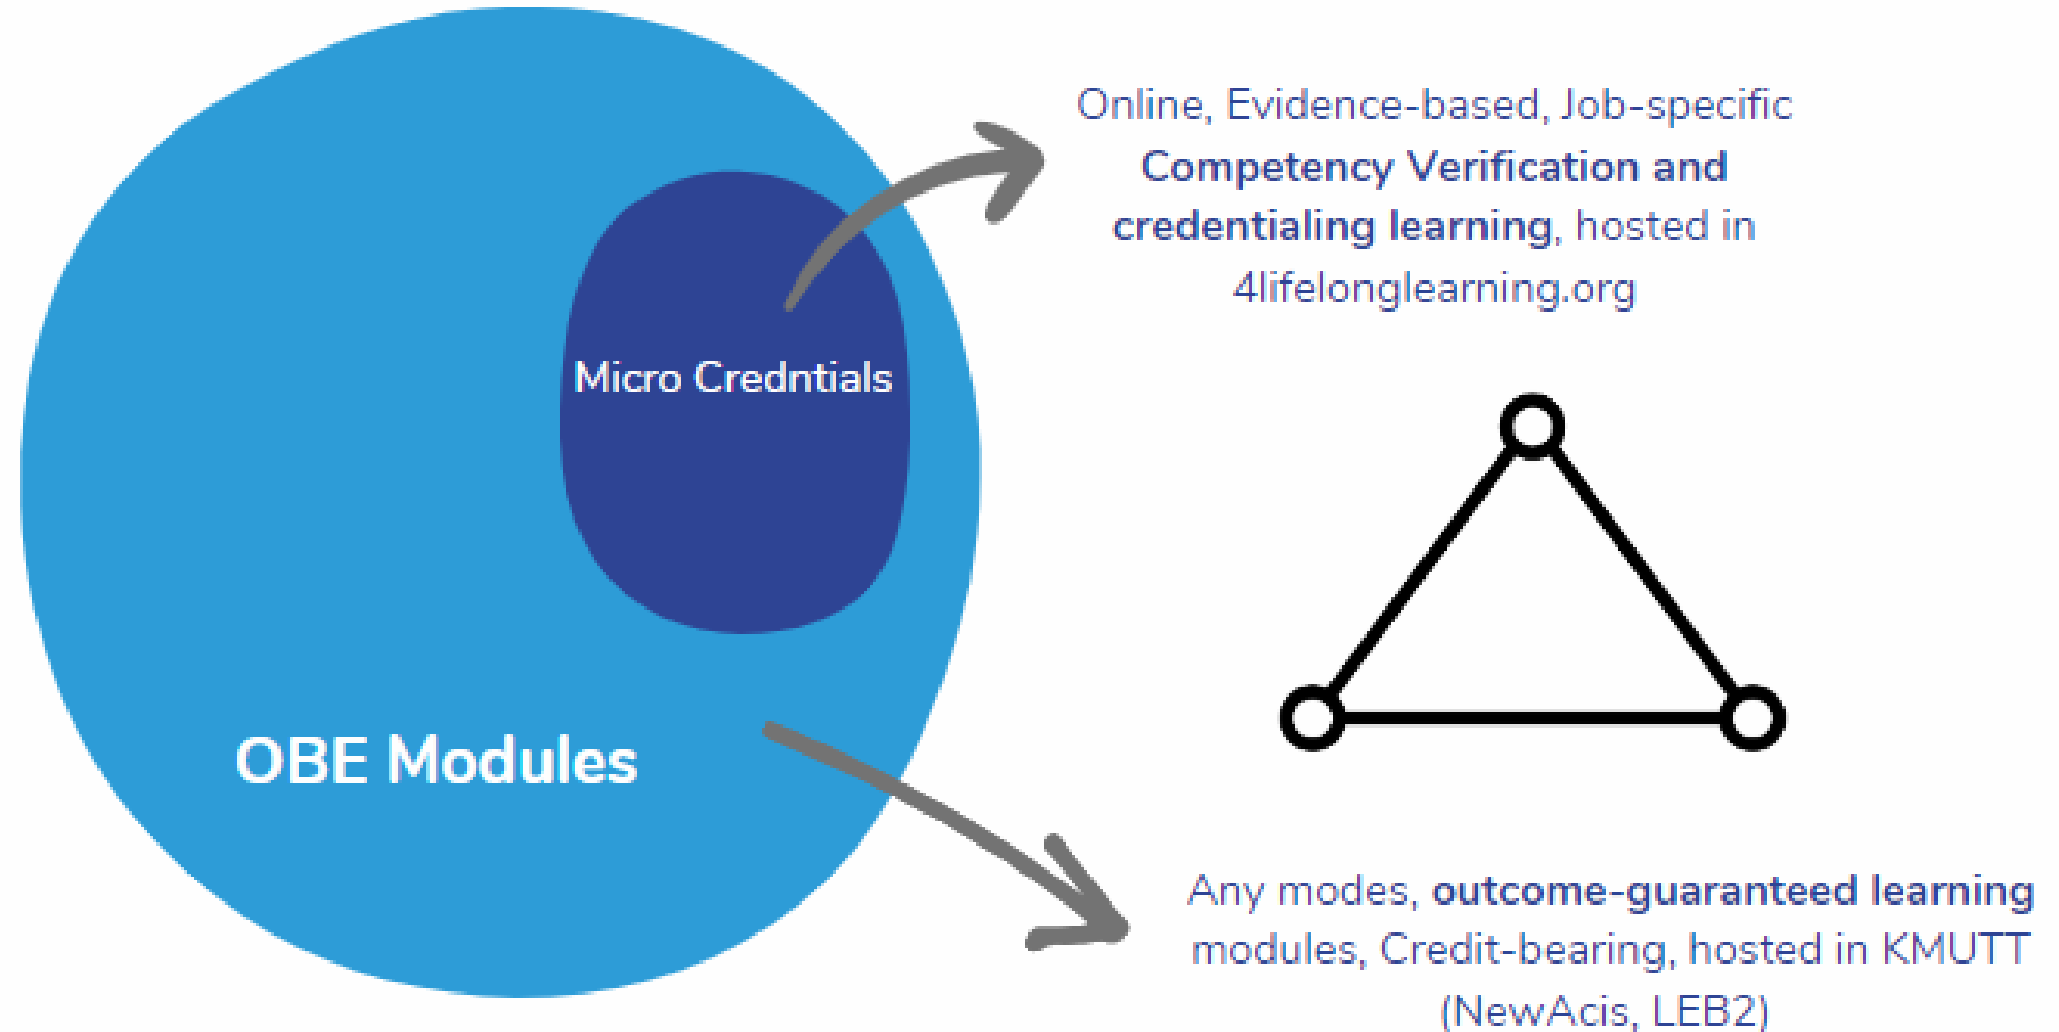 Online, Evidence-based, Job-specific
Competency Verification and
credentialing learning, hosted in
4lifelonglearning.org
Micro Credntials
OBE Modules
Any modes, outcome-guaranteed learning
modules, Credit-bearing, hosted in KMUTT
(NewAcis, LEB2)